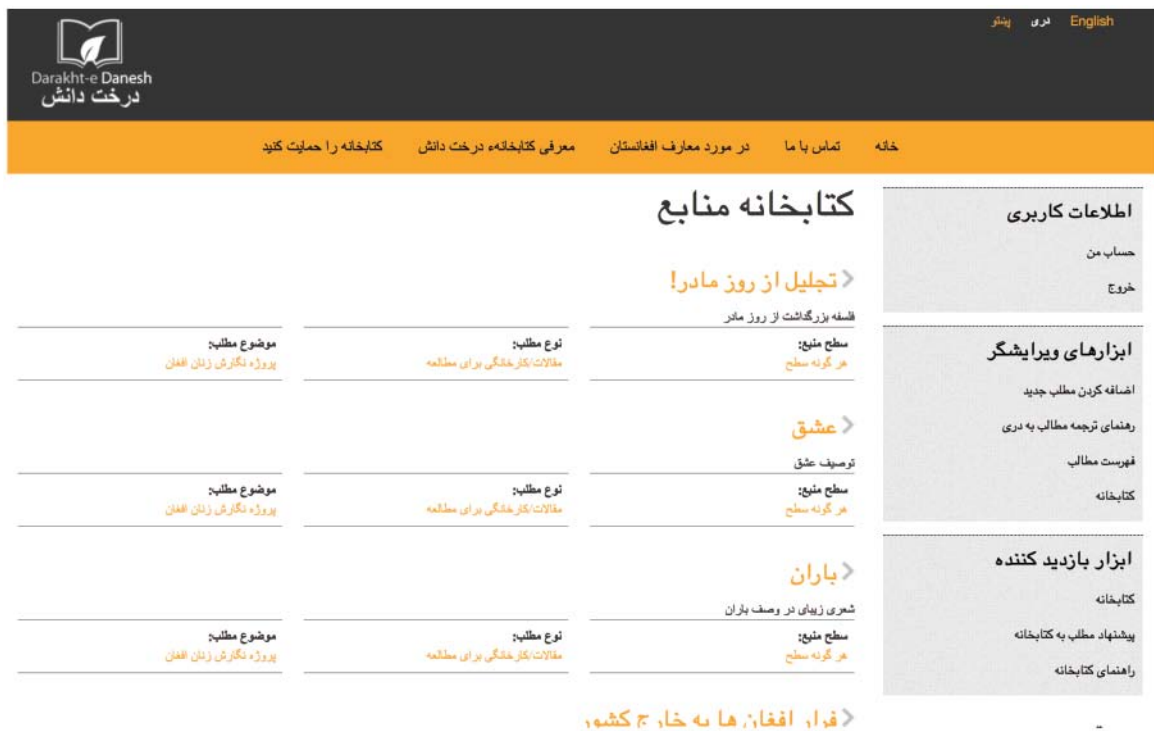 English دری پښتو
Darakht-e Danesh
درخت دانش
خانه تماس با ما در مورد معارف افغانستان معرفی کتابخانهء درخت دانش کتابخانه را حمایت کنید
اطلاعات کاربری
حساب من
خروج
ابزارهای ویرایشگر
اضافه کردن مطلب جدید
رهنمای ترجمه مطالب به دری
فهرست مطالب
کتابخانه
ابزار بازدید کننده
کتابخانه
پیشنهاد مطلب به کتابخانه
راهنمای کتابخانه
کتابخانه منابع
تجلیل از روز مادر!
فلسفه بزرگداشت از روز مادر
سطح منبع: نوع مطلب: موضوع مطلب:
هر گونه سطح مقالات/کارخانگی برای مطالعه پروژه نگارش زنان افغان
عشق
توصیف عشق
سطح منبع: نوع مطلب: موضوع مطلب:
هر گونه سطح مقالات/کارخانگی برای مطالعه پروژه نگارش زنان افغان
باران
شعری زیبای در وصف باران
سطح منبع: نوع مطلب: موضوع مطلب:
هر گونه سطح مقالات/کارخانگی برای مطالعه پروژه نگارش زنان افغان
فرار افغان ها به خارج کشور